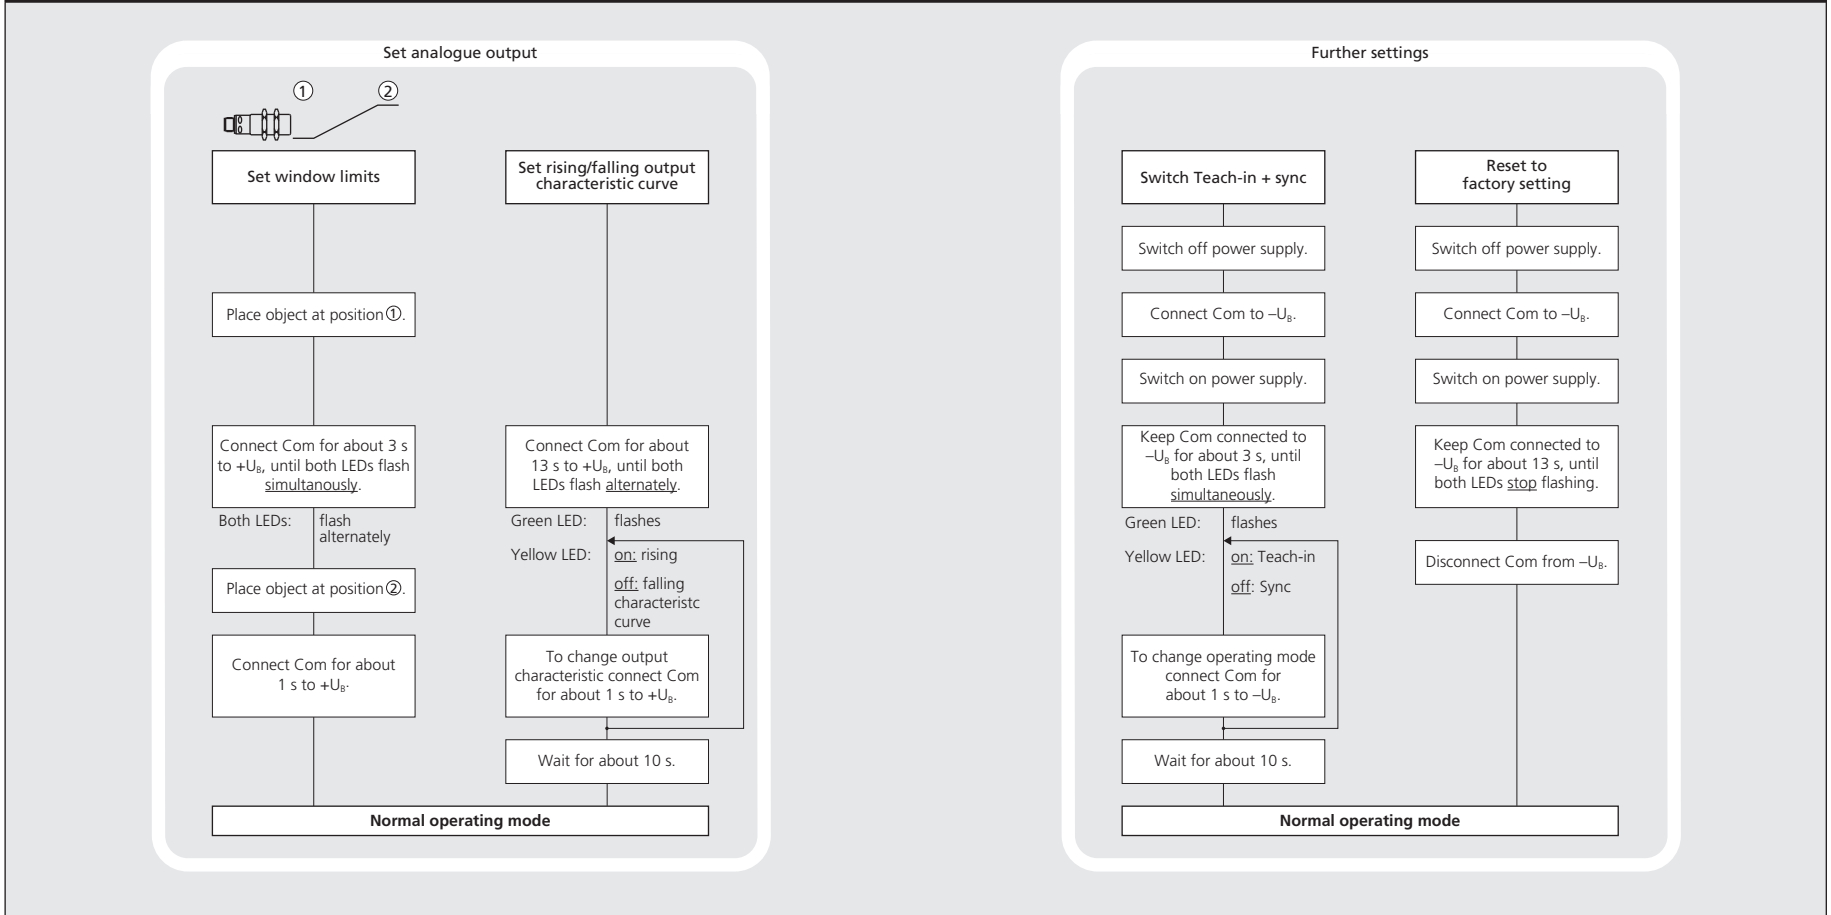 Set analogue output
① ②
Set window limits
Place object at position ①.
Connect Com for about 3 s
to +UB, until both LEDs flash
simultanously.
Both LEDs: flash
alternately
Place object at position ②.
Connect Com for about
1 s to +UB.
Set rising/falling output
characteristic curve
Connect Com for about
13 s to +UB, until both
LEDs flash alternately.
Green LED: flashes
Yellow LED: on: rising
off: falling
characteristc
curve
To change output
characteristic connect Com
for about 1 s to +UB.
Wait for about 10 s.
Normal operating mode
Further settings
Switch Teach-in + sync
Switch off power supply.
Connect Com to –UB.
Switch on power supply.
Keep Com connected to
–UB for about 3 s, until
both LEDs flash
simultaneously.
Green LED: flashes
Yellow LED: on: Teach-in
off: Sync
To change operating mode
connect Com for
about 1 s to –UB.
Wait for about 10 s.
Reset to
factory setting
Switch off power supply.
Connect Com to –UB.
Switch on power supply.
Keep Com connected to
–UB for about 13 s, until
both LEDs stop flashing.
Disconnect Com from –UB.
Normal operating mode